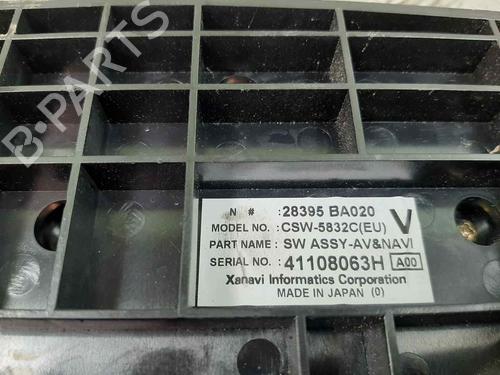 B-PARTS
N # :28395 BA020
V
MODEL NO. :CSW-5832C(EU)
PART NAME: SW ASSY-AV&NAVI
SERIAL NO. :41108063H A00
Xanavi Informatics Corporation
MADE IN JAPAN (0)